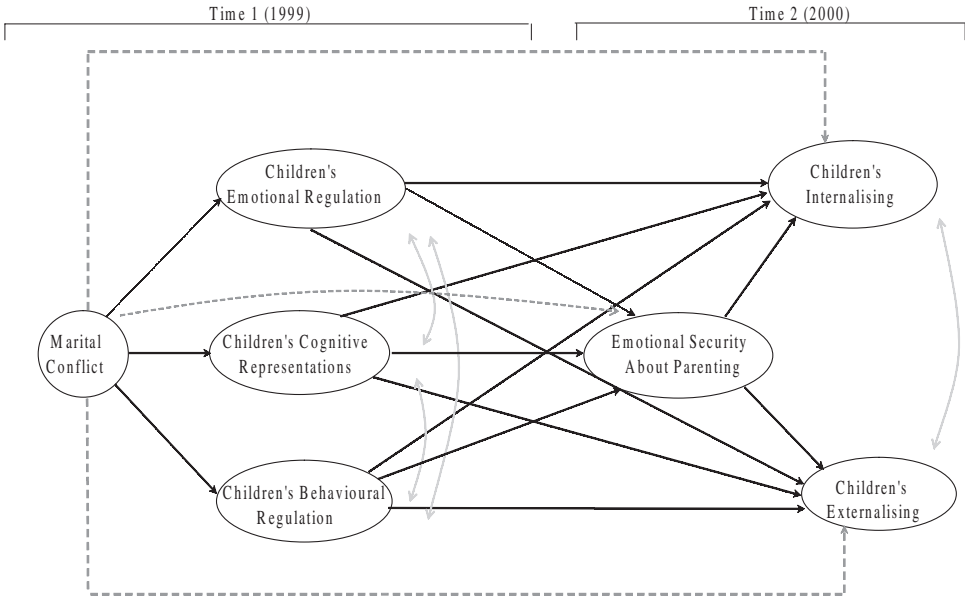 Time 1 (1999)
Time 2 (2000)
Children's
Emotional Regulation
Children's
Internalising
Marital
Conflict
Children's Cognitive
Representations
Emotional Security
About Parenting
Children's Behavioural
Regulation
Children's
Externalising